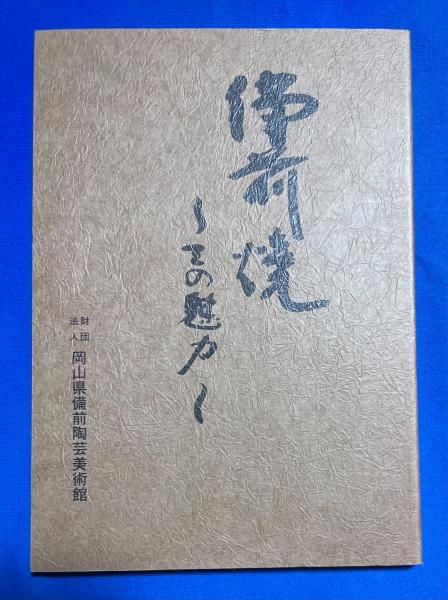 備前焼
〜その魅力〜
財団法人 岡山県備前陶芸美術館